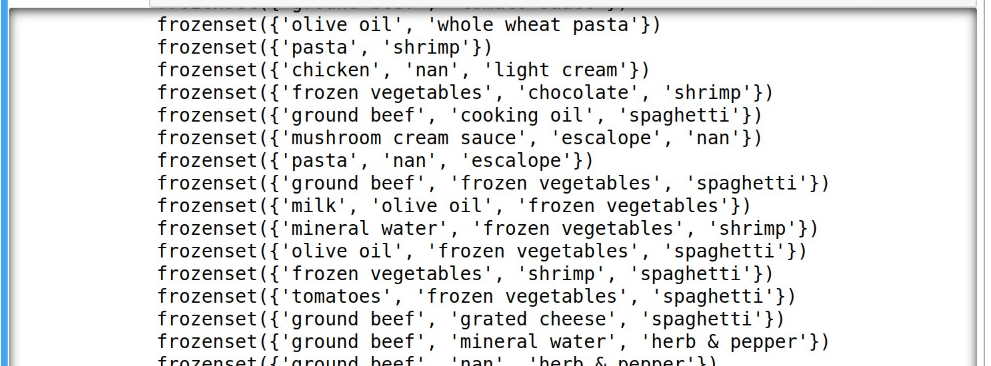 frozenset({'olive oil', 'whole wheat pasta'})
frozenset({'pasta', 'shrimp'})
frozenset({'chicken', 'nan', 'light cream'})
frozenset({'frozen vegetables', 'chocolate', 'shrimp'})
frozenset({'ground beef', 'cooking oil', 'spaghetti'})
frozenset({'mushroom cream sauce', 'escalope', 'nan'})
frozenset({'pasta', 'nan', 'escalope'})
frozenset({'ground beef', 'frozen vegetables', 'spaghetti'})
frozenset({'milk', 'olive oil', 'frozen vegetables'})
frozenset({'mineral water', 'frozen vegetables', 'shrimp'})
frozenset({'olive oil', 'frozen vegetables', 'spaghetti'})
frozenset({'frozen vegetables', 'shrimp', 'spaghetti'})
frozenset({'tomatoes', 'frozen vegetables', 'spaghetti'})
frozenset({'ground beef', 'grated cheese', 'spaghetti'})
frozenset({'ground beef', 'mineral water', 'herb & pepper'})
frozenset({'ground beef', 'nan', 'herb & pepper'})